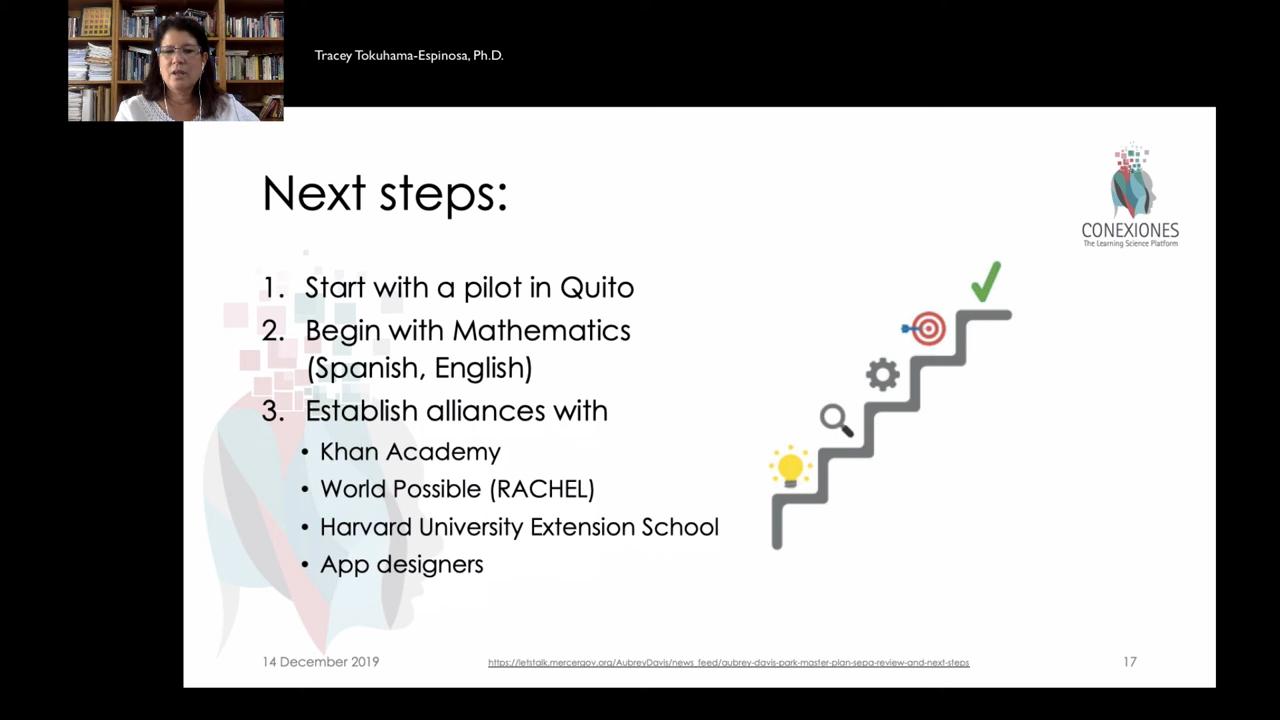 Tracey Tokuhama-Espinosa, Ph.D.
Next steps:
CONEXIONES
The Learning Science Platform
1. Start with a pilot in Quito
2. Begin with Mathematics
(Spanish, English)
3. Establish alliances with
• Khan Academy
• World Possible (RACHEL)
• Harvard University Extension School
• App designers
14 December 2019
https://letstalk.mercergov.org/AubreyDavis/news_feed/aubrey-davis-park-master-plan-sepa-review-and-next-steps
17